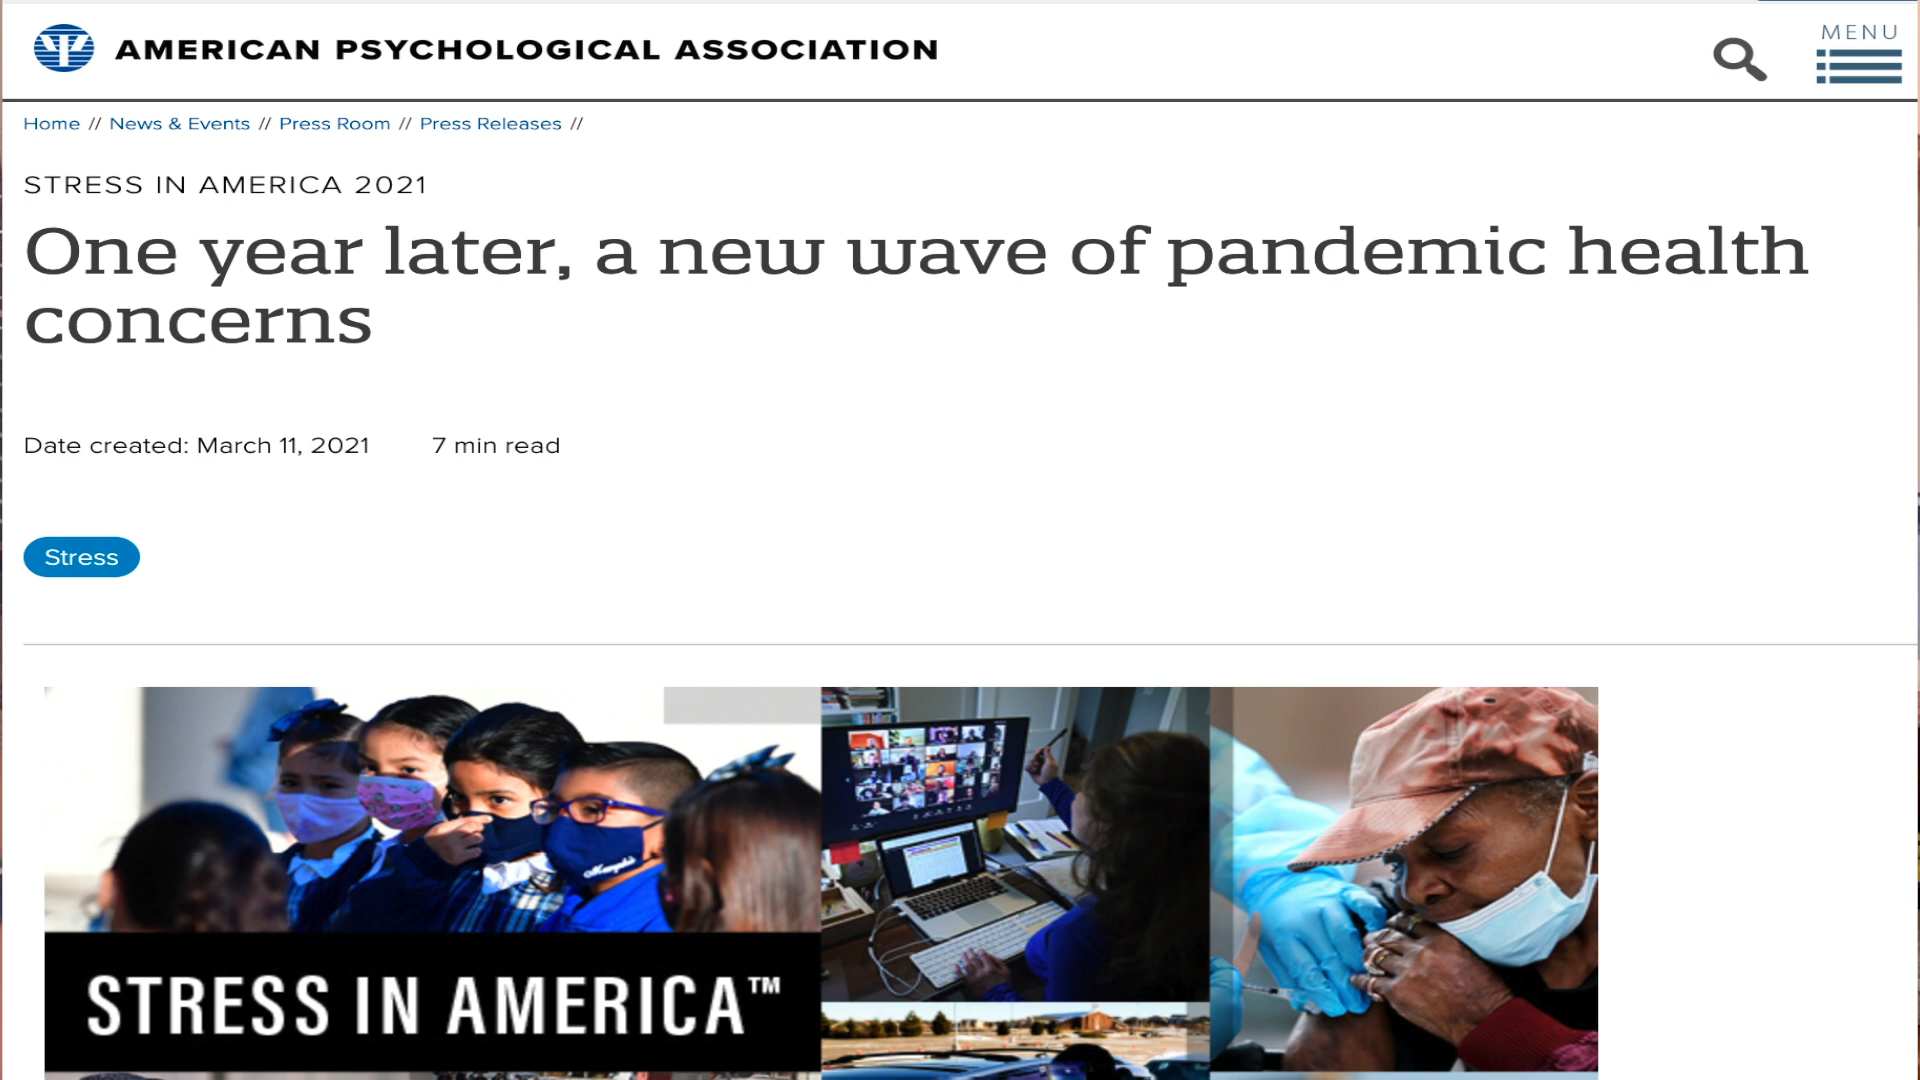 AMERICAN PSYCHOLOGICAL ASSOCIATION
MENU
Home // News & Events // Press Room // Press Releases //
STRESS IN AMERICA 2021
One year later, a new wave of pandemic health
concerns
Date created: March 11, 2021 7 min read
Stress
Memphis
STRESS IN AMERICA™